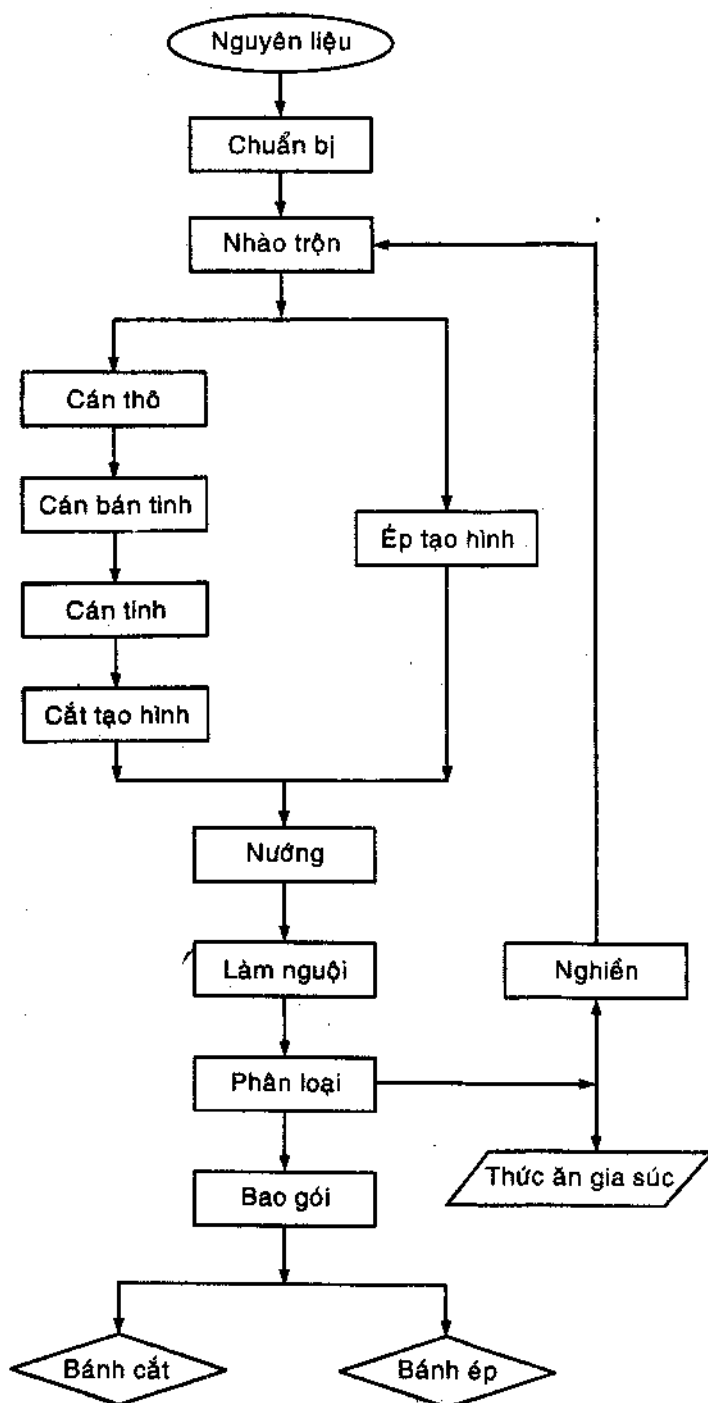 Nguyên liệu
Chuẩn bị
Nhào trộn
Cán thô
Cán bán tinh
Ép tạo hình
Cán tinh
Cắt tạo hình
Nướng
Làm nguội
Nghiền
Phân loại
Thức ăn gia súc
Bao gói
Bánh cắt
Bánh ép